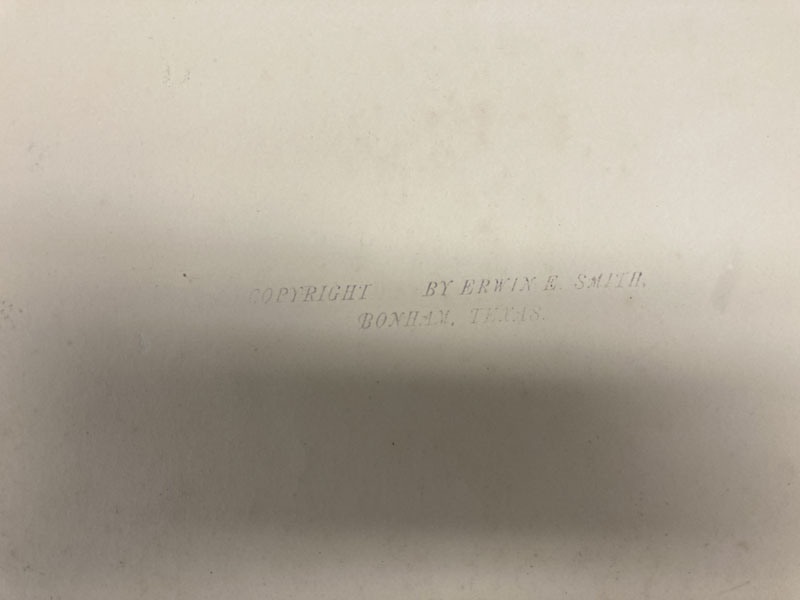 COPYRIGHT BY ERWIN E. SMITH,
BONHAM, TEXAS.